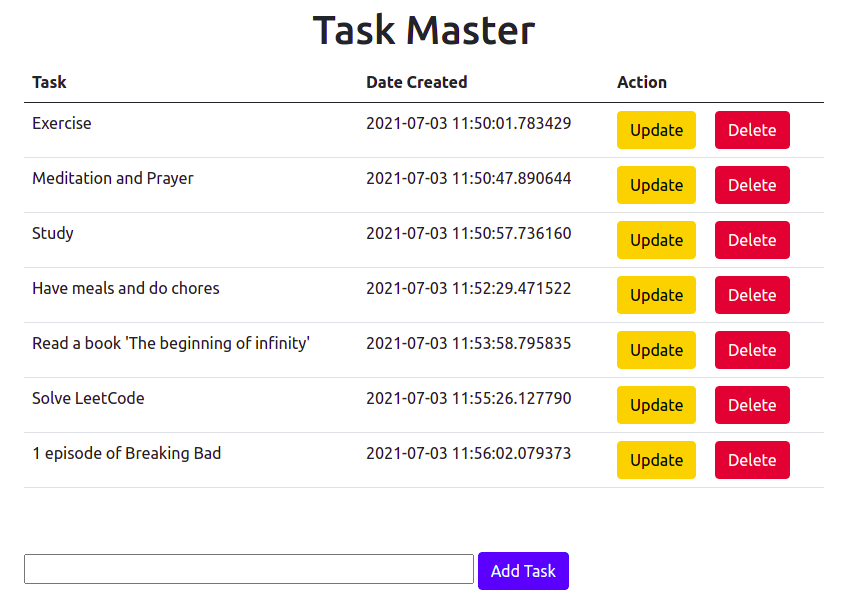 Task Master
Task Date Created Action
Exercise 2021-07-03 11:50:01.783429 Update Delete
Meditation and Prayer 2021-07-03 11:50:47.890644 Update Delete
Study 2021-07-03 11:50:57.736160 Update Delete
Have meals and do chores 2021-07-03 11:52:29.471522 Update Delete
Read a book 'The beginning of infinity' 2021-07-03 11:53:58.795835 Update Delete
Solve LeetCode 2021-07-03 11:55:26.127790 Update Delete
1 episode of Breaking Bad 2021-07-03 11:56:02.079373 Update Delete
Add Task